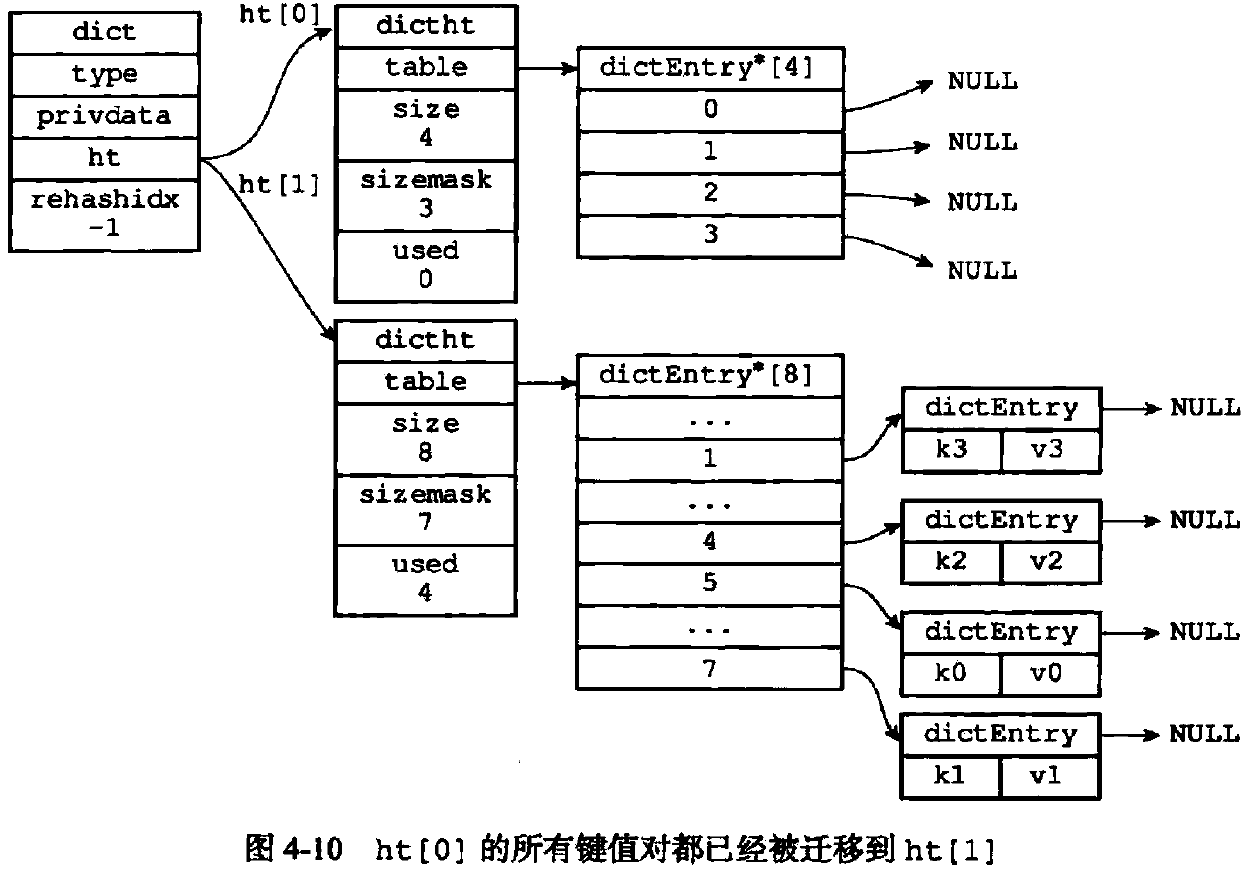 dict
type
privdata
ht
rehashidx
-1
ht[0]
ht[1]
dictht
table
size
4
sizemask
3
used
0
dictEntry*[4]
0
1
2
3
NULL
NULL
NULL
NULL
dictht
table
size
8
sizemask
7
used
4
dictEntry*[8]
...
1
...
4
5
...
7
dictEntry
k3 v3
NULL
dictEntry
k2 v2
NULL
dictEntry
k0 v0
NULL
dictEntry
k1 v1
NULL
图 4-10 ht[0] 的所有键值对都已经被迁移到 ht[1]